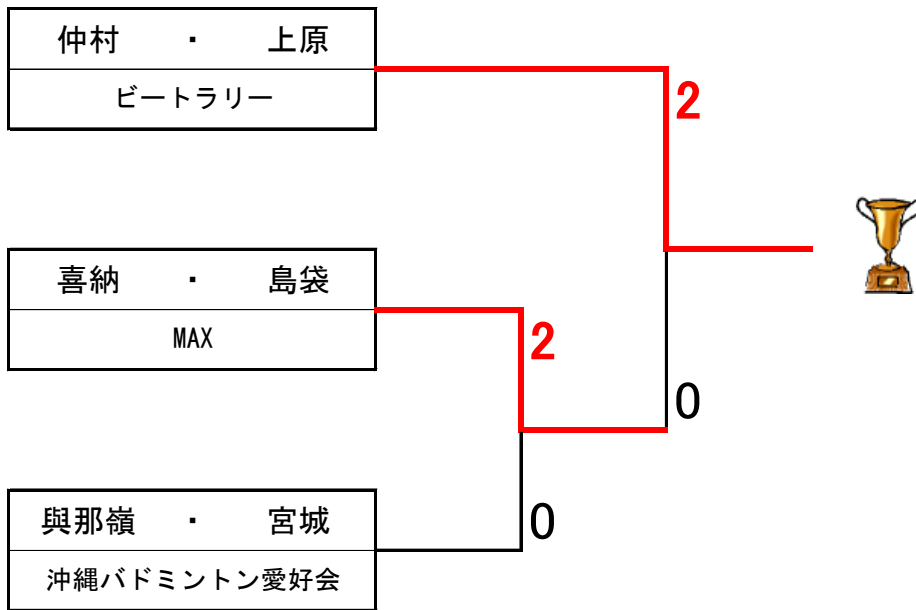 仲村 ・ 上原
ビートラリー
2
喜納 ・ 島袋
MAX
2
0
與那嶺 ・ 宮城
0
沖縄バドミントン愛好会